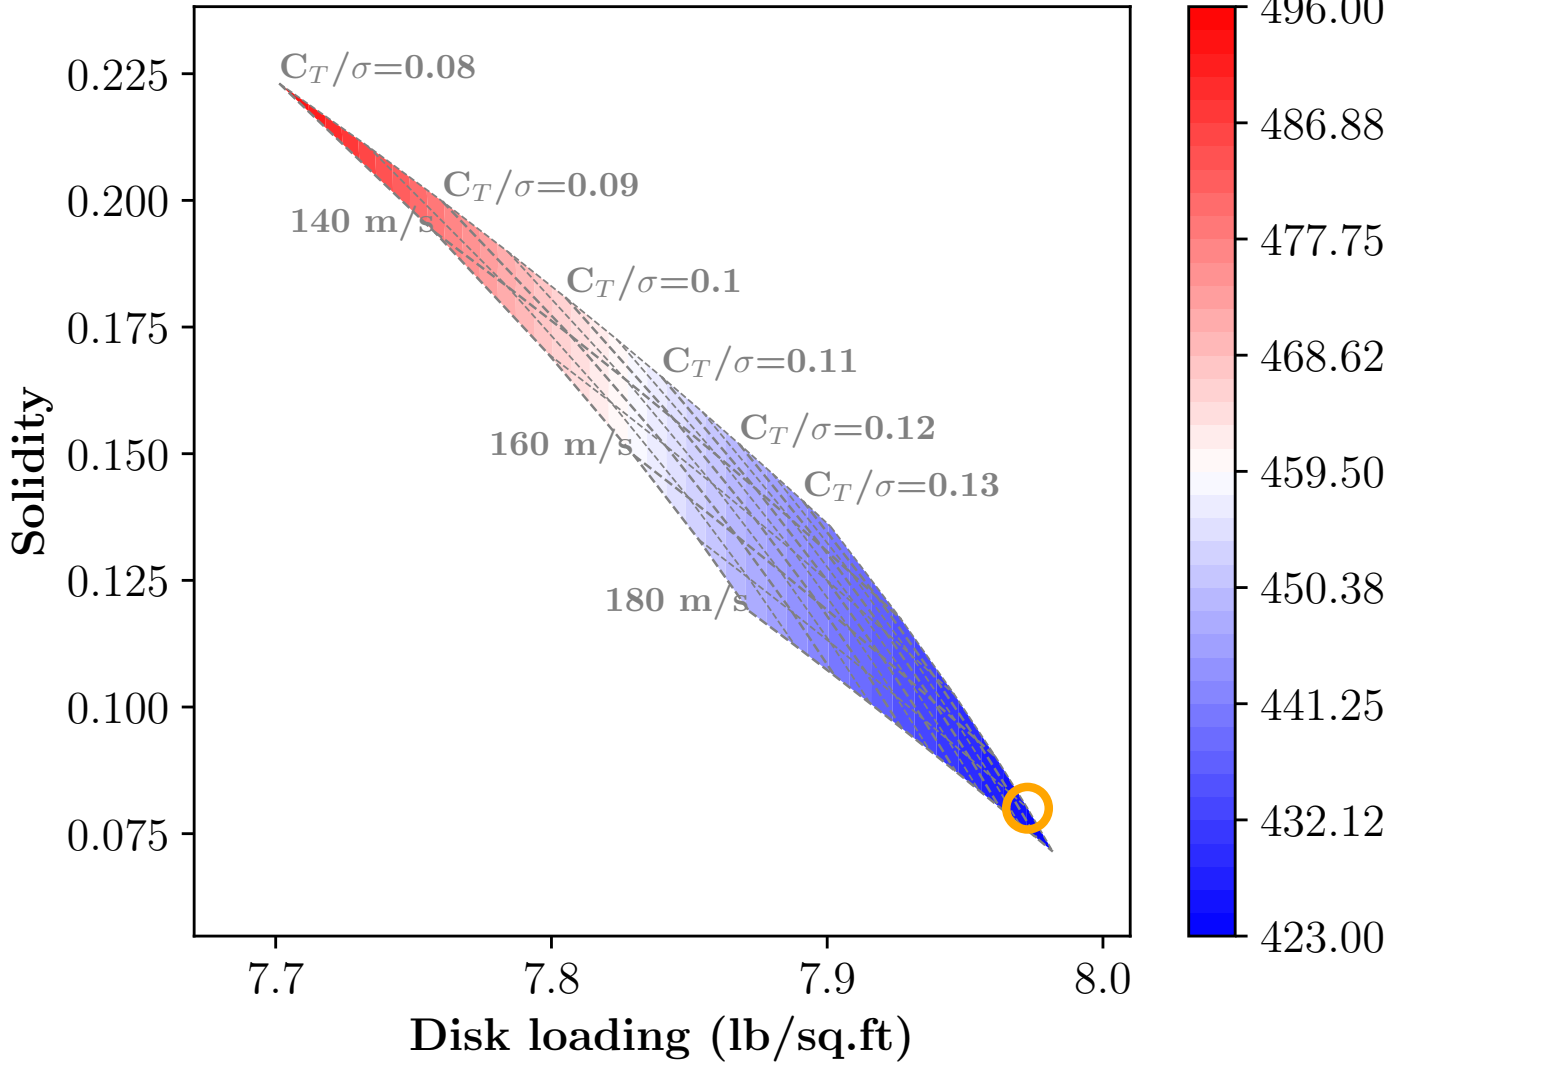 496.00
0.225
C_T/σ=0.08
486.88
0.200
C_T/σ=0.09
140 m/s
477.75
C_T/σ=0.1
0.175
C_T/σ=0.11
468.62
C_T/σ=0.12
160 m/s
0.150
459.50
C_T/σ=0.13
Solidity
0.125
180 m/s
450.38
0.100
441.25
0.075
432.12
423.00
7.7 7.8 7.9 8.0
Disk loading (lb/sq.ft)